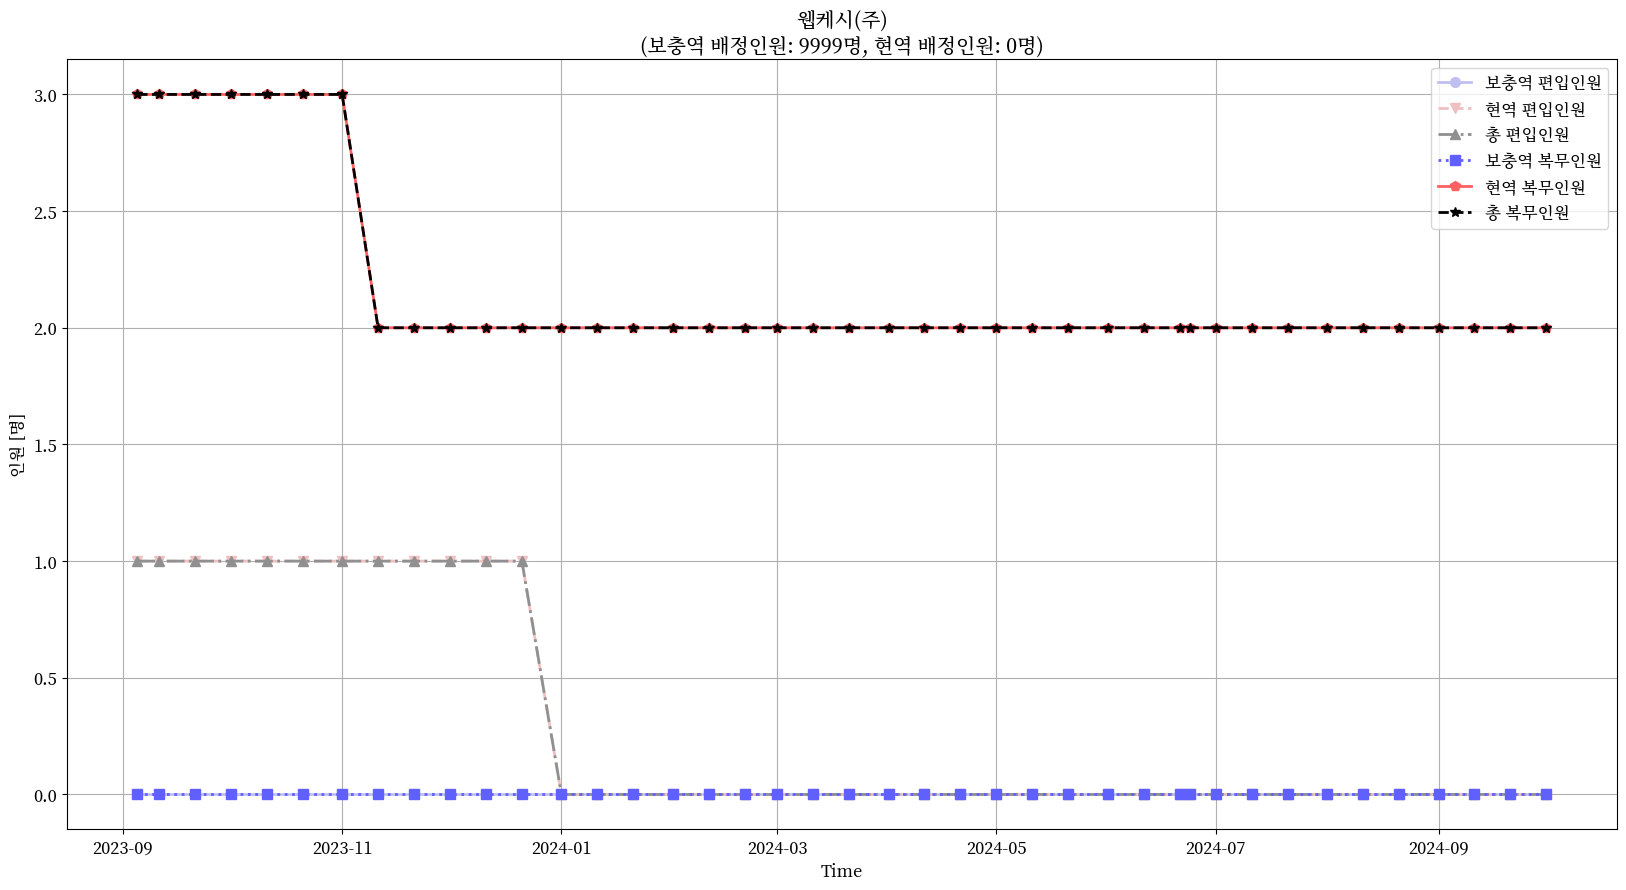 웹케시(주)
(보충역 배정인원: 9999명, 현역 배정인원: 0명)
보충역 편입인원
현역 편입인원
총 편입인원
보충역 복무인원
현역 복무인원
총 복무인원
인원 [명]
3.0
2.5
2.0
1.5
1.0
0.5
0.0
2023-09
2023-11
2024-01
2024-03
2024-05
2024-07
2024-09
Time